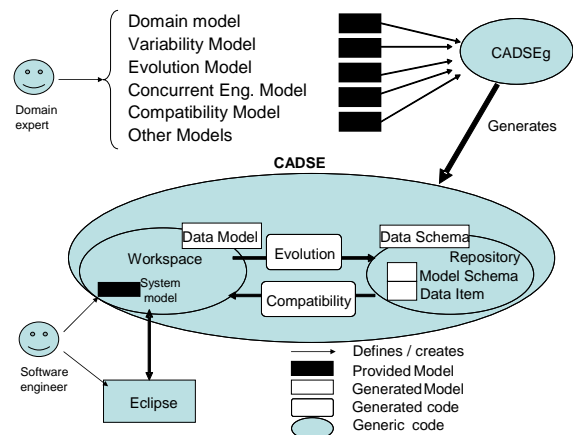 Domain model
Variability Model
Evolution Model
Concurrent Eng. Model
Compatibility Model
Other Models
Domain
expert
CADSEg
Generates
CADSE
Data Model
Data Schema
Workspace
Evolution
Repository
System
model
Model Schema
Compatibility
Data Item
Software
engineer
Eclipse
Defines / creates
Provided Model
Generated Model
Generated code
Generic code